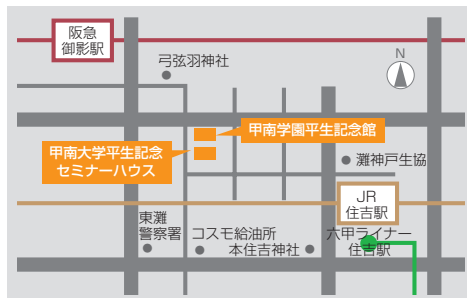 阪急
御影駅
弓弦羽神社
N
甲南学園平生記念館
甲南大学平生記念
セミナーハウス
灘神戸生協
JR
住吉駅
東灘
警察署
コスモ給油所
本住吉神社
六甲ライナー
住吉駅